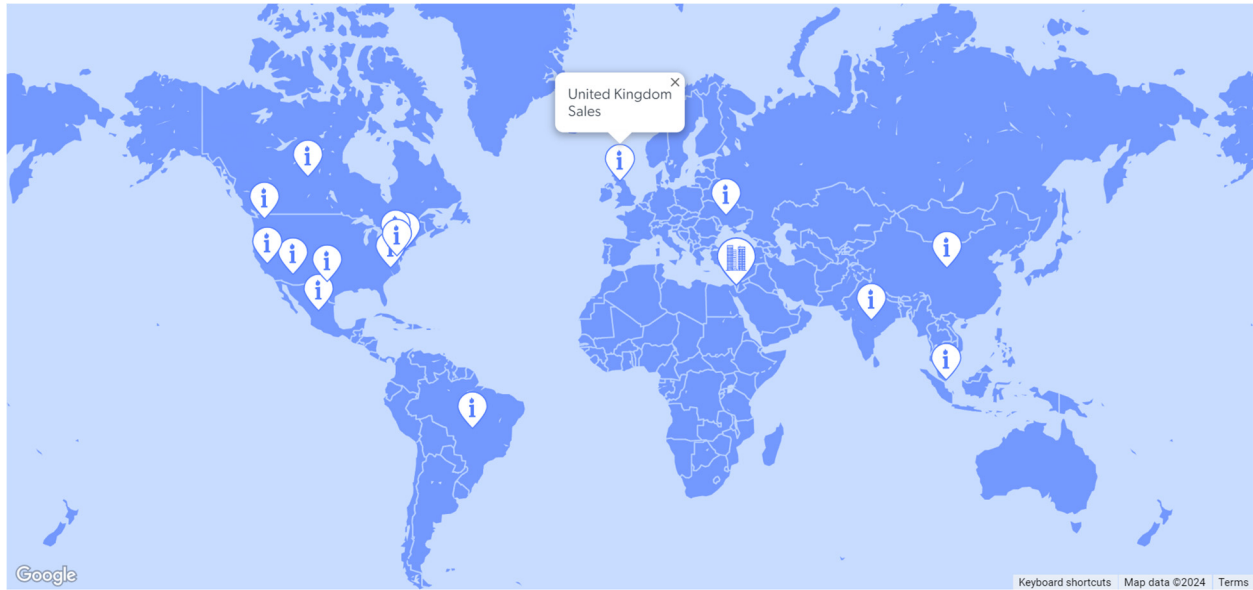 United Kingdom
Sales
Google
Keyboard shortcuts
Map data ©2024
Terms